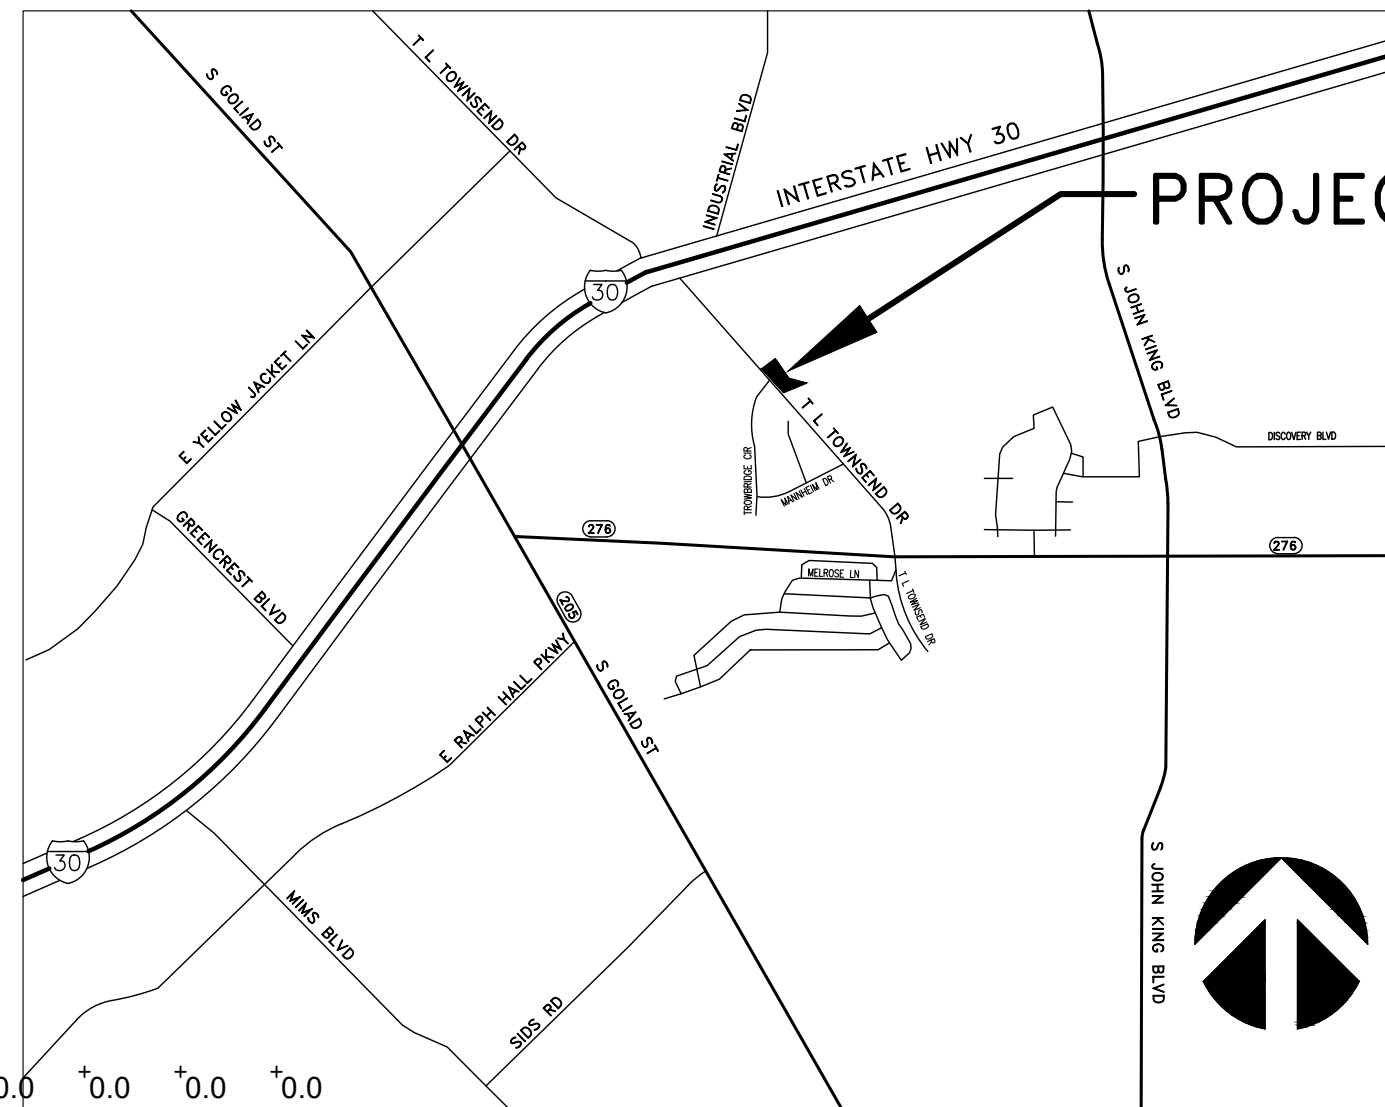 S GOLIAD ST
T L TOWNSEND DR
INDUSTRIAL BLVD
INTERSTATE HWY 30
PROJEC
30
S JOHN KING BLVD
E YELLOW JACKET LN
T L TOWNSEND DR
DISCOVERY BLVD
TROWBRIDGE CIR
MANNHEIM DR
GREENCREST BLVD
276
276
MELROSE LN
T L TOWNSEND DR
205
E RALPH HALL PKWY
S GOLIAD ST
30
S JOHN KING BLVD
MIMS BLVD
SIDS RD
0.0 +0.0 +0.0 +0.0